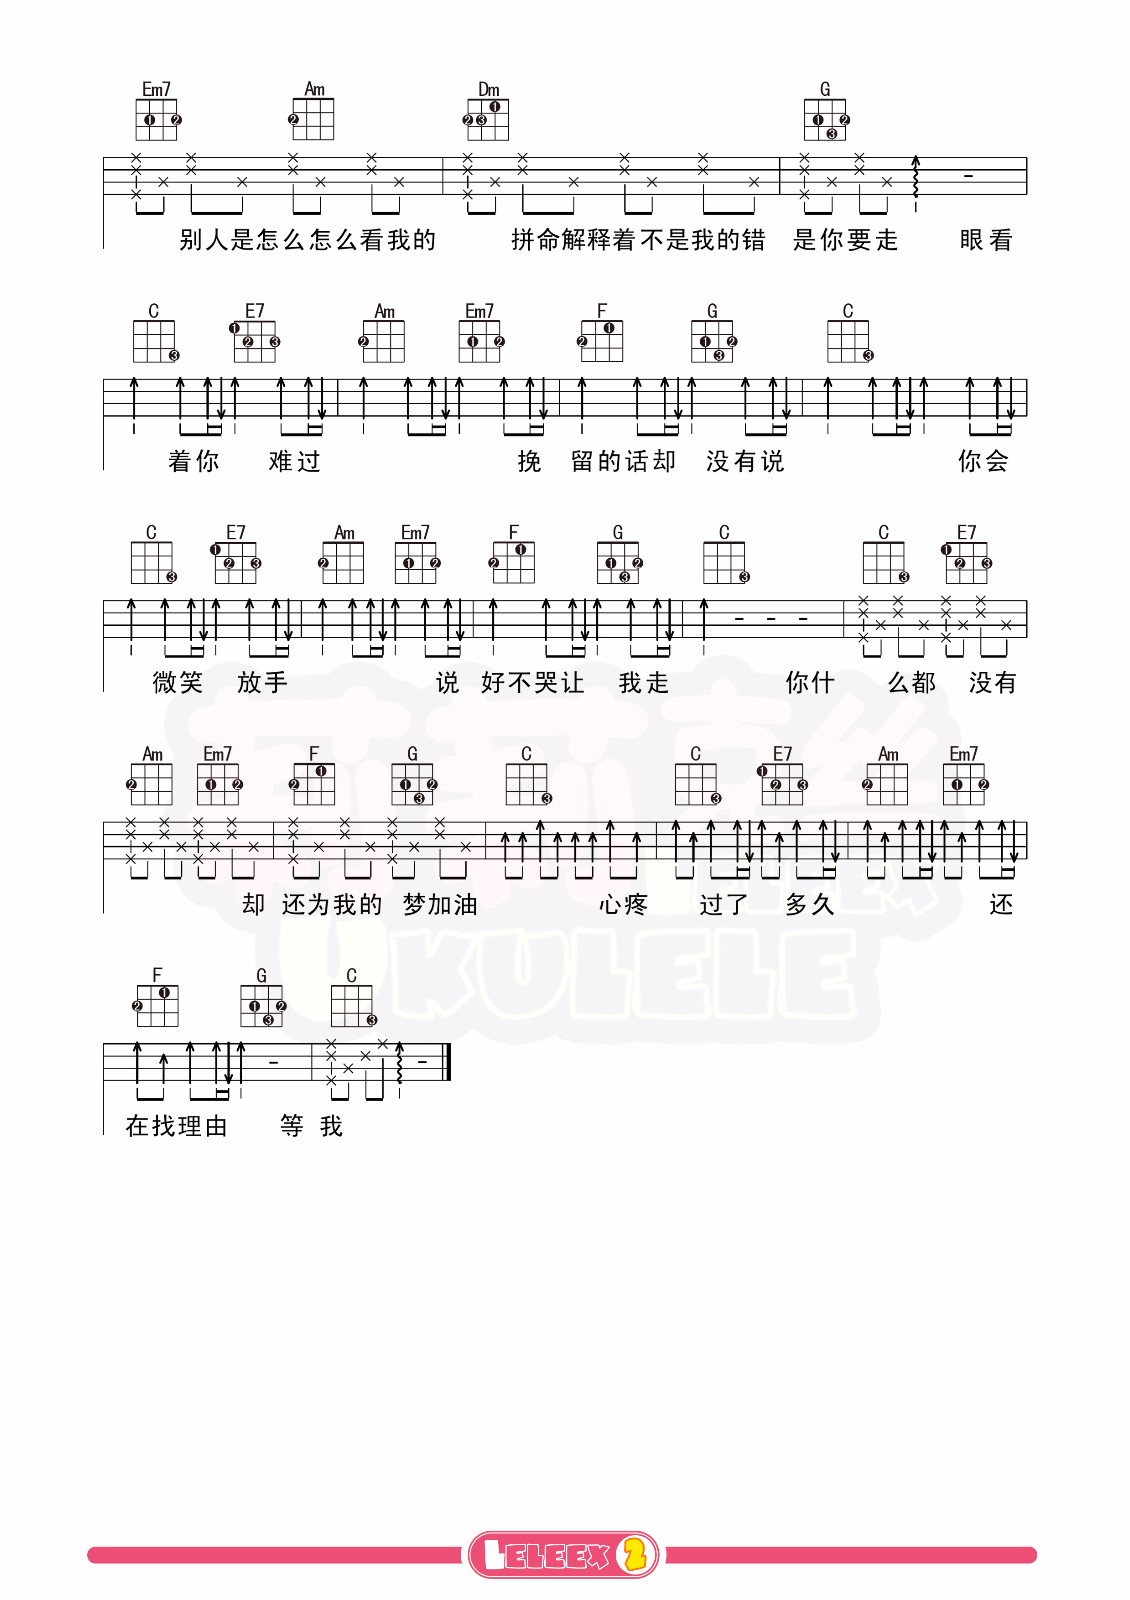 Em7 Am Dm G
别人是怎么怎么看我的 拼命解释着不是我的错 是你要走 眼看
C E7 Am Em7 F G C
着你 难过 挽 留的话却 没有说 你会
C E7 Am Em7 F G C C E7
微笑 放手 说 好不哭让 我走 你什 么都 没有
Am Em7 F G C C E7 Am Em7
却 还为我的 梦加油 心疼 过了 多久 还
LELEEX
UKULELE
F G C
在找理由 等 我
LELEEX 2